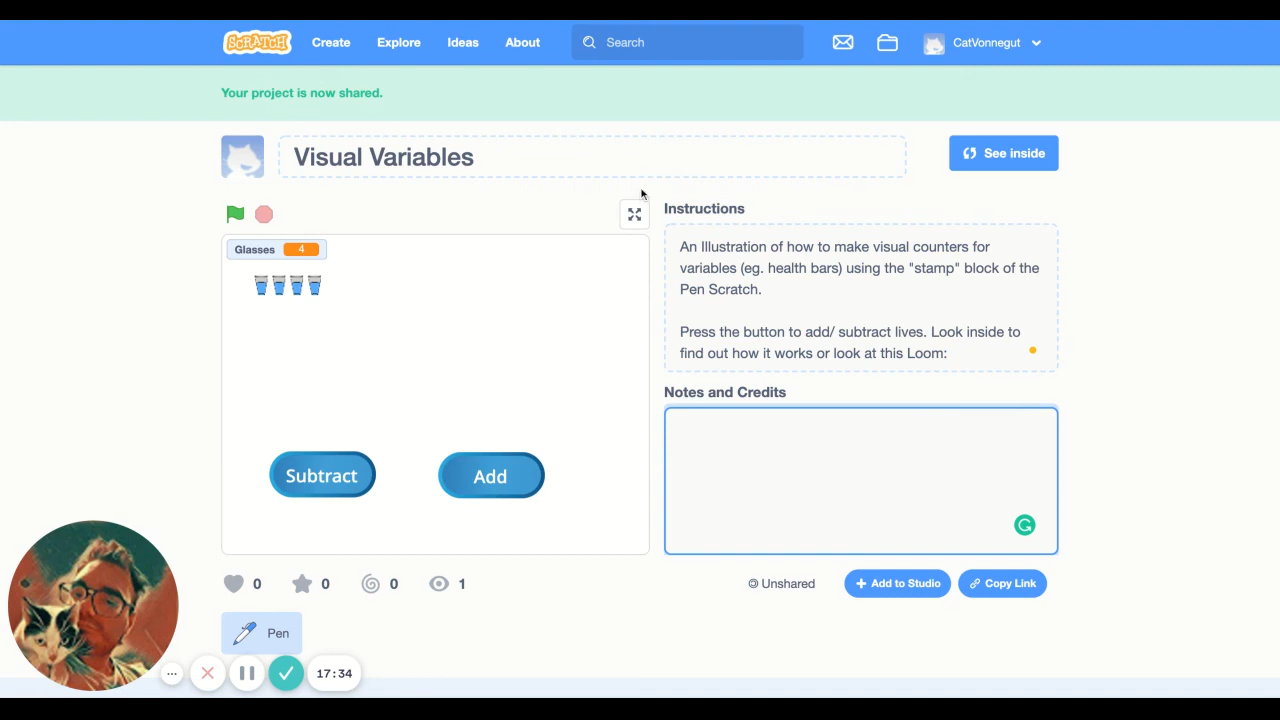 SCRATCH Create Explore Ideas About Search CatVonnegut
Your project is now shared.
Visual Variables
See inside
Glasses 4
Subtract
Add
Instructions
An Illustration of how to make visual counters for
variables (eg. health bars) using the "stamp" block of the
Pen Scratch.
Press the button to add/ subtract lives. Look inside to
find out how it works or look at this Loom:
Notes and Credits
0 0 0 1
Unshared
Add to Studio
Copy Link
Pen
17:34